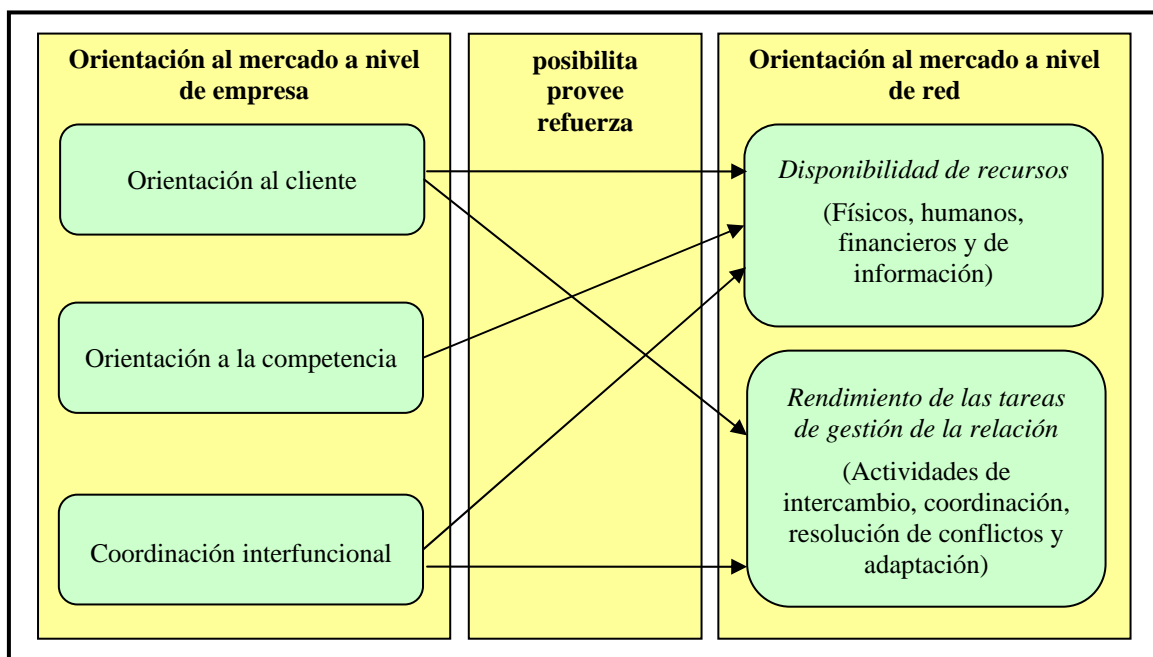 Orientación al mercado a nivel
de empresa
Orientación al cliente
Orientación a la competencia
Coordinación interfuncional
posibilita
provee
refuerza
Orientación al mercado a nivel
de red
Disponibilidad de recursos
(Físicos, humanos,
financieros y de
información)
Rendimiento de las tareas
de gestión de la relación
(Actividades de
intercambio, coordinación,
resolución de conflictos y
adaptación)